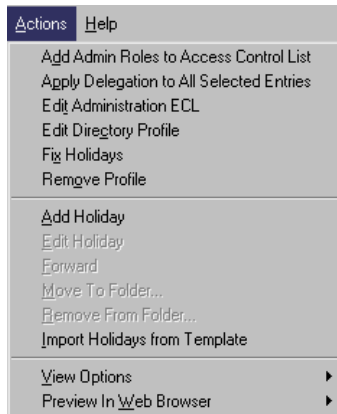 Actions Help
Add Admin Roles to Access Control List
Apply Delegation to All Selected Entries
Edit Administration ECL
Edit Directory Profile
Fix Holidays
Remove Profile
Add Holiday
Edit Holiday
Forward
Move To Folder...
Remove From Folder...
Import Holidays from Template
View Options
Preview In Web Browser